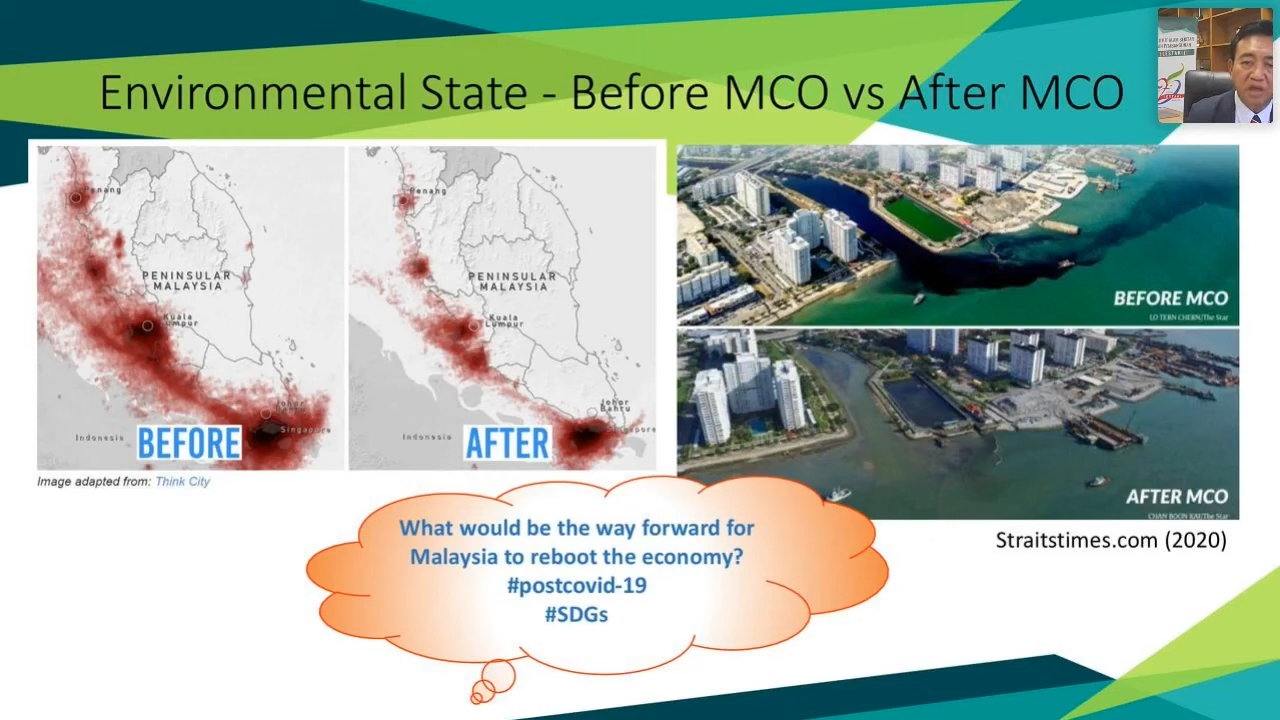 Environmental State - Before MCO vs After MCO
Penang
PENINSULAR
MALAYSIA
Kuala
Lumpur
Johor
Singapore
Indonesia
BEFORE
Penang
PENINSULAR
MALAYSIA
Kuala
Lumpur
Johor
Bahru
Singapore
Indonesia
AFTER
Image adapted from: Think City
BEFORE MCO
LO TERN CHERN/The Star
AFTER MCO
CHAN BOON KAI/The Star
Straitstimes.com (2020)
What would be the way forward for
Malaysia to reboot the economy?
#postcovid-19
#SDGs